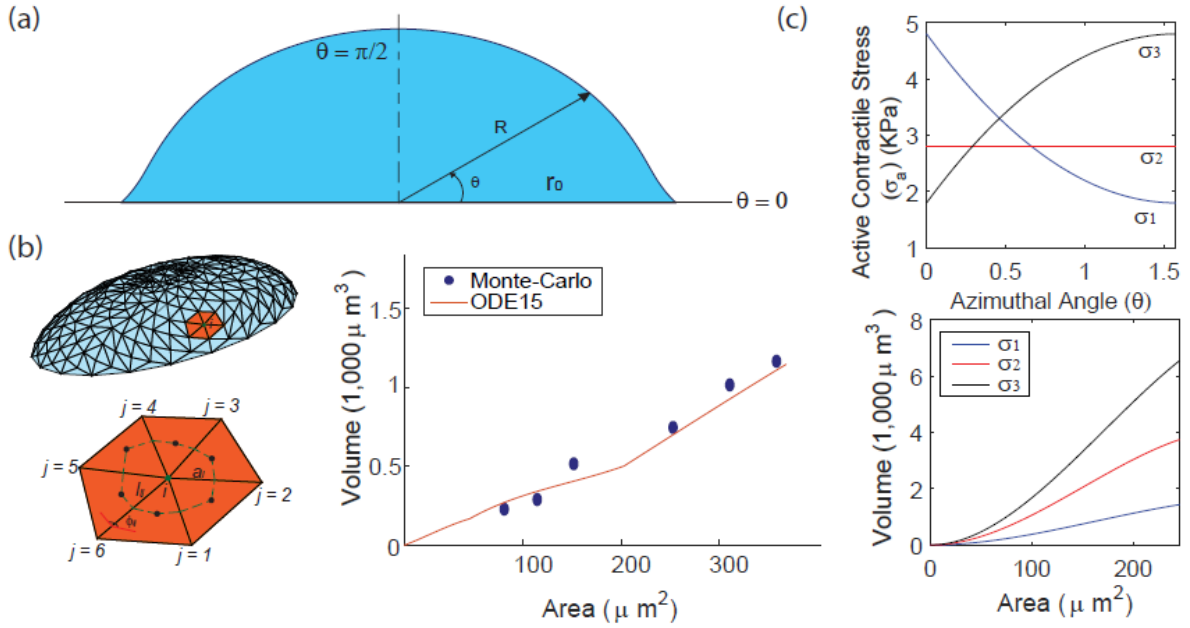 (a)
θ = π/2
R
θ
r₀
θ = 0
(b)
j = 4
j = 3
j = 5
a_i
l_ij
i
j = 2
j = 6
j = 1
Volume (1,000 μ m³)
1.5
1
0.5
0
Monte-Carlo
ODE15
100
200
300
Area ( μ m²)
(c)
Active Contractile Stress
(σₐ) (KPa)
5
4
3
2
1
σ3
σ2
σ1
0
0.5
1
1.5
Azimuthal Angle (θ)
Volume (1,000 μ m³)
8
6
4
2
0
σ1
σ2
σ3
0
100
200
Area ( μ m²)